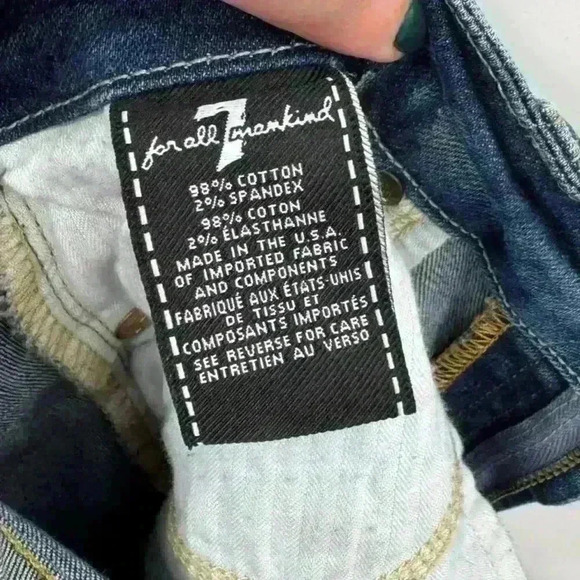 7
for all mankind
98% COTTON
2% SPANDEX
98% COTON
2% ÉLASTHANNE
MADE IN THE U.S.A.
OF IMPORTED FABRIC
AND COMPONENTS
FABRIQUÉ AUX ÉTATS-UNIS
DE TISSU ET
COMPOSANTS IMPORTÉS
SEE REVERSE FOR CARE
ENTRETIEN AU VERSO